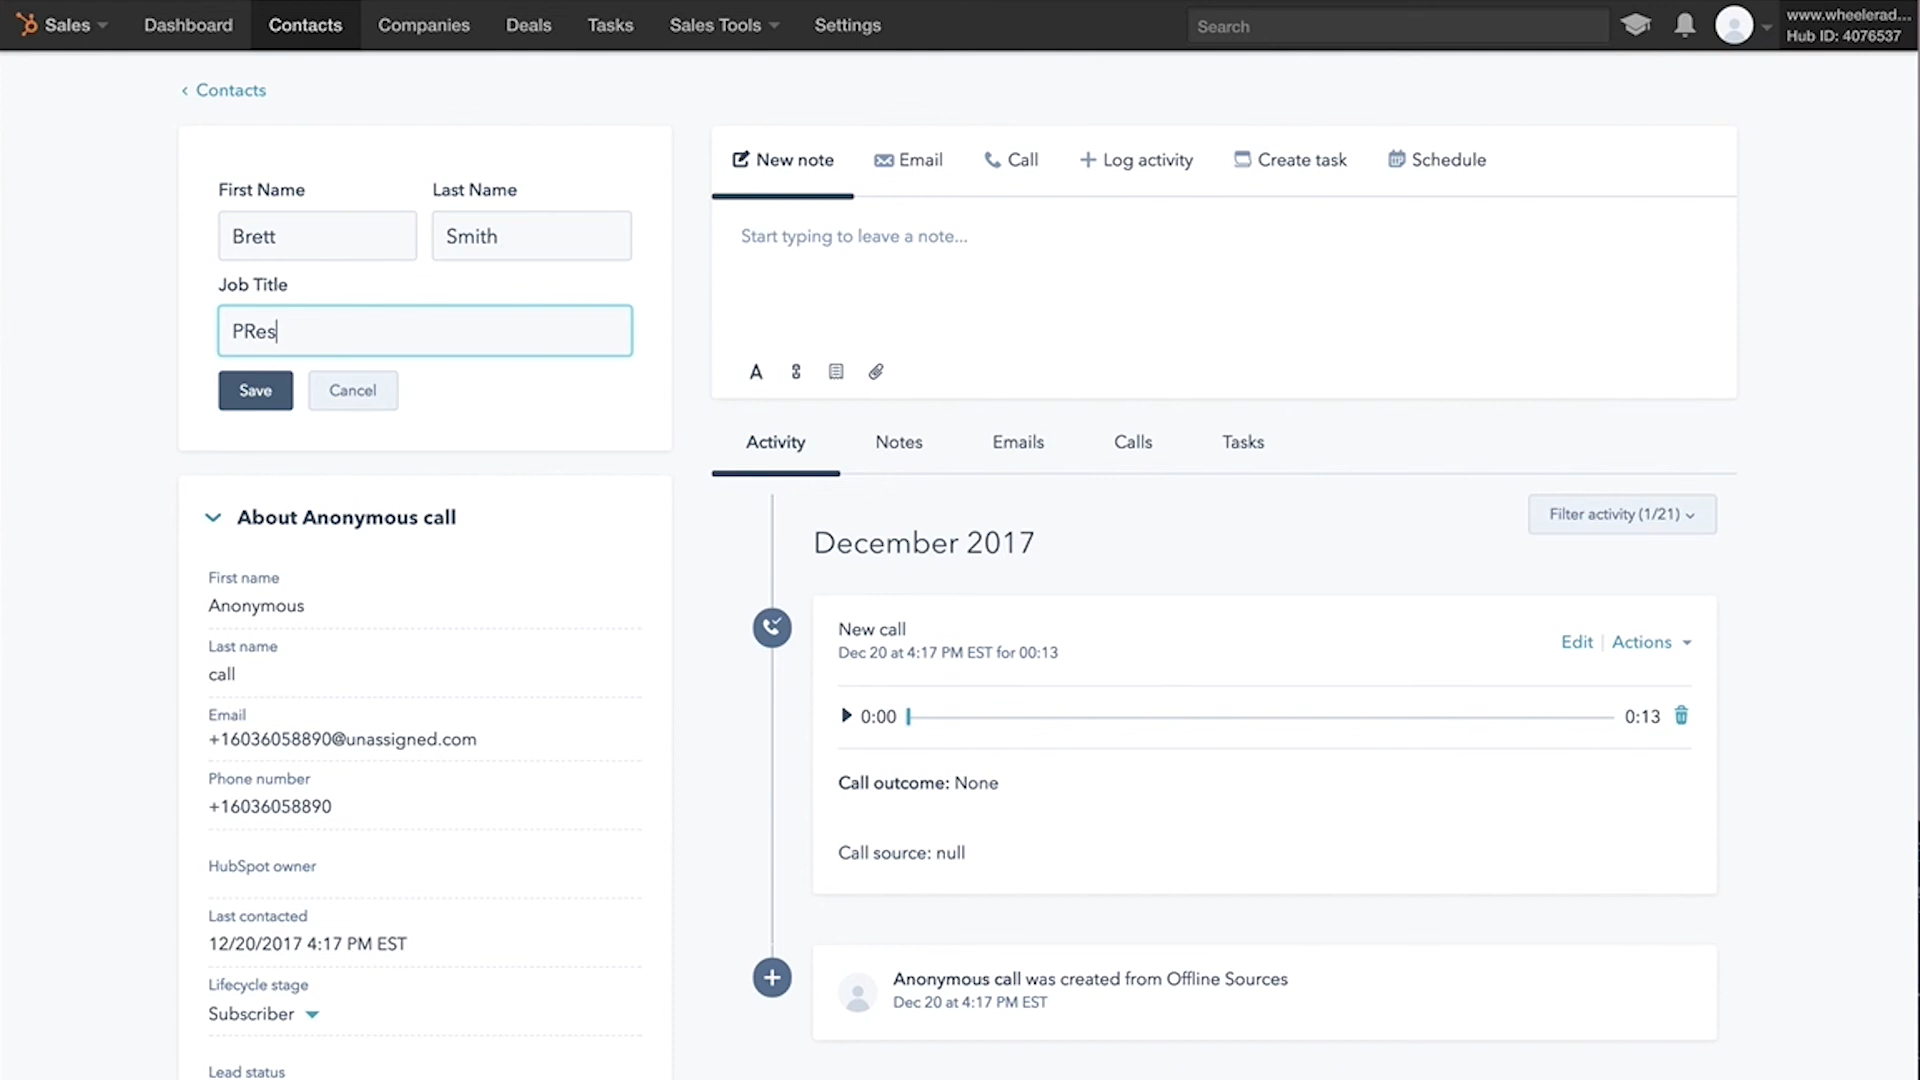 Sales
Dashboard
Contacts
Companies
Deals
Tasks
Sales Tools
Settings
Search
www.wheelerad...
Hub ID: 4076537
‹ Contacts
First Name
Last Name
Brett
Smith
Job Title
PRes
Save
Cancel
New note
Email
Call
+ Log activity
Create task
Schedule
Start typing to leave a note...
A
Activity
Notes
Emails
Calls
Tasks
About Anonymous call
First name
Anonymous
Last name
call
Email
+16036058890@unassigned.com
Phone number
+16036058890
HubSpot owner
Last contacted
12/20/2017 4:17 PM EST
Lifecycle stage
Subscriber
Lead status
Filter activity (1/21)
December 2017
New call
Dec 20 at 4:17 PM EST for 00:13
Edit | Actions
0:00
0:13
Call outcome: None
Call source: null
Anonymous call was created from Offline Sources
Dec 20 at 4:17 PM EST